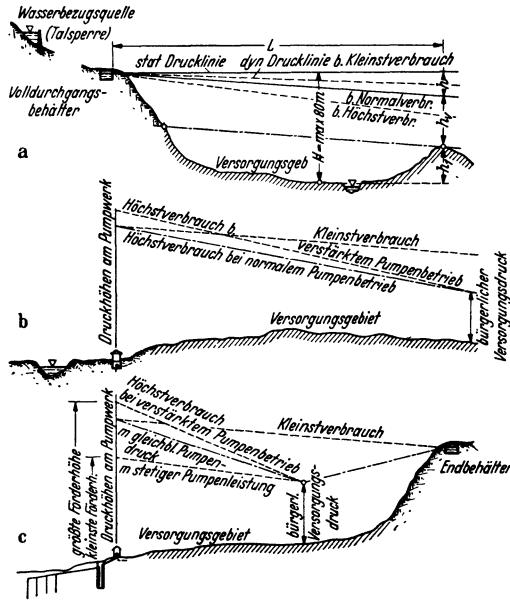 Wasserbezugsquelle
(Talsperre)
L
stat Drucklinie
dyn Drucklinie b. Kleinstverbrauch
Volldurchgangs-
behälter
b. Normalverbr.
b. Höchstverbr.
H = max 80m
h
hv
a
Versorgungsgeb
Druckhöhen am Pumpwerk
Höchstverbrauch b.
verstärktem Pumpenbetrieb
Kleinstverbrauch
Höchstverbrauch bei normalem Pumpenbetrieb
bürgerlicher
Versorgungsdruck
b
Versorgungsgebiet
größte Förderhöhe
kleinste Förderh.
Druckhöhen am Pumpwerk
Höchstverbrauch
bei verstärktem Pumpenbetrieb
m gleichbl. Pumpen-
druck
m stetiger Pumpenleistung
Kleinstverbrauch
Endbehälter
bürgerl.
Versorgungs-
druck
c
Versorgungsgebiet